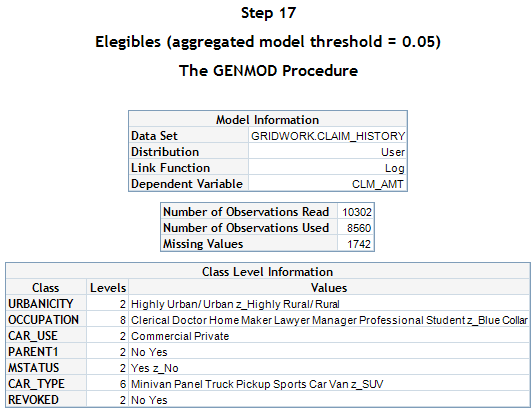 Step 17
Elegibles (aggregated model threshold = 0.05)
The GENMOD Procedure
Model Information
Data Set GRIDWORK.CLAIM_HISTORY
Distribution User
Link Function Log
Dependent Variable CLM_AMT
Number of Observations Read 10302
Number of Observations Used 8560
Missing Values 1742
Class Level Information
Class Levels Values
URBANICITY 2 Highly Urban/ Urban z_Highly Rural/ Rural
OCCUPATION 8 Clerical Doctor Home Maker Lawyer Manager Professional Student z_Blue Collar
CAR_USE 2 Commercial Private
PARENT1 2 No Yes
MSTATUS 2 Yes z_No
CAR_TYPE 6 Minivan Panel Truck Pickup Sports Car Van z_SUV
REVOKED 2 No Yes